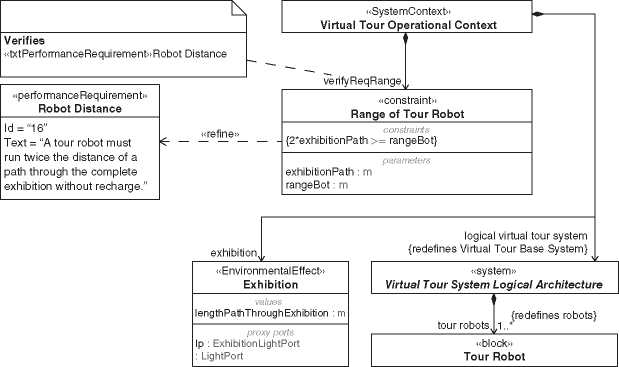 «SystemContext»
Virtual Tour Operational Context
Verifies
«txtPerformanceRequirement»Robot Distance
verifyReqRange
«performanceRequirement»
Robot Distance
Id = “16”
Text = “A tour robot must
run twice the distance of a
path through the complete
exhibition without recharge.”
«refine»
«constraint»
Range of Tour Robot
constraints
{2*exhibitionPath >= rangeBot}
parameters
exhibitionPath : m
rangeBot : m
logical virtual tour system
{redefines Virtual Tour Base System}
exhibition
«EnvironmentalEffect»
Exhibition
values
lengthPathThroughExhibition : m
proxy ports
lp : ExhibitionLightPort
: LightPort
«system»
Virtual Tour System Logical Architecture
{redefines robots}
tour robots 1..*
«block»
Tour Robot